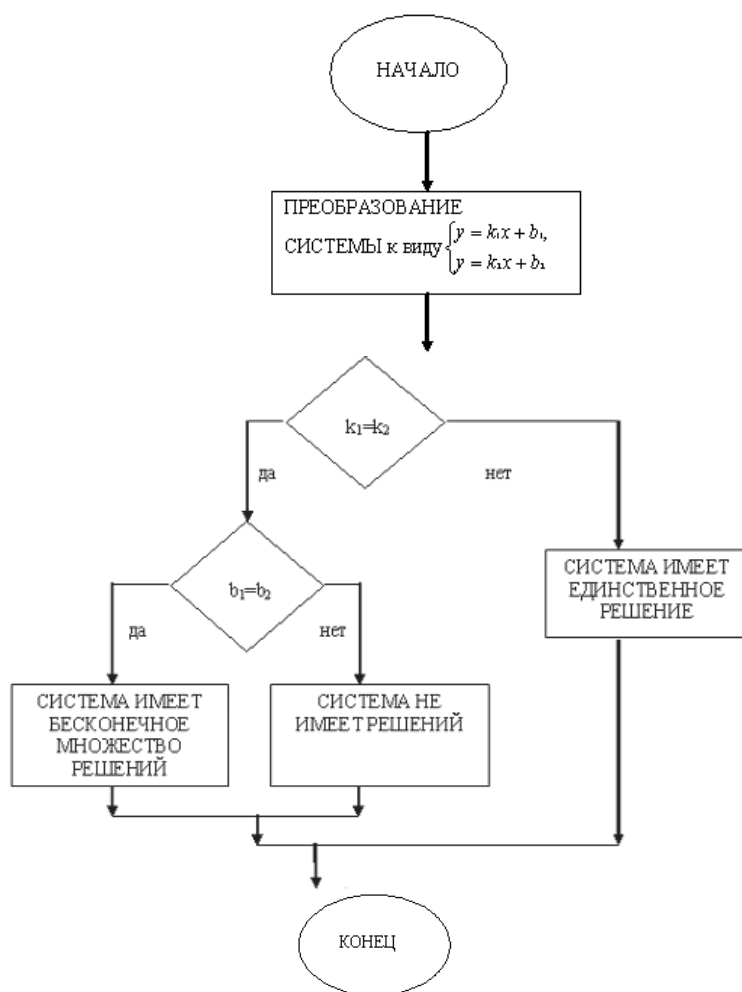 НАЧАЛО
ПРЕОБРАЗОВАНИЕ
СИСТЕМЫ к виду { y = k₁x + b₁,
y = k₂x + b₂
k₁=k₂
да
нет
b₁=b₂
да
нет
СИСТЕМА ИМЕЕТ
ЕДИНСТВЕННОЕ
РЕШЕНИЕ
СИСТЕМА ИМЕЕТ
БЕСКОНЕЧНОЕ
МНОЖЕСТВО
РЕШЕНИЙ
СИСТЕМА НЕ
ИМЕЕТ РЕШЕНИЙ
КОНЕЦ